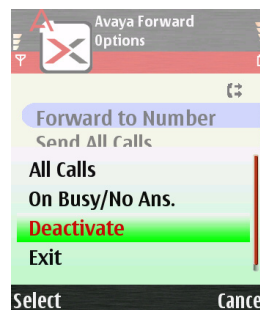 Avaya Forward
Options
Forward to Number
Send All Calls
All Calls
On Busy/No Ans.
Deactivate
Exit
Select
Cance